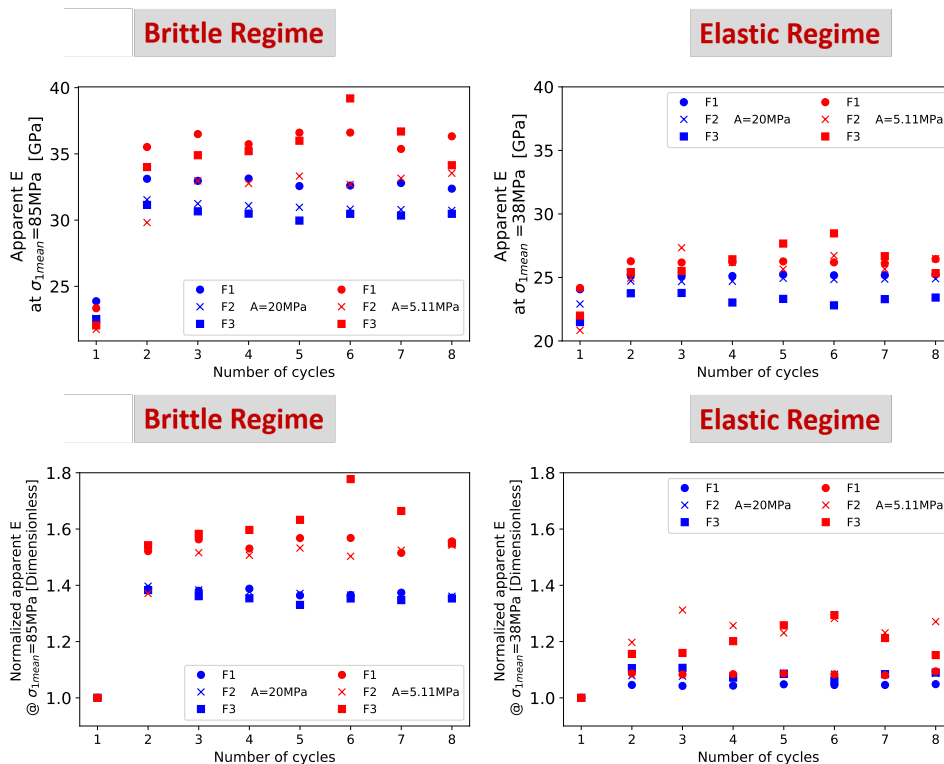 Brittle Regime
Elastic Regime
Apparent E
at σ1mean=85MPa [GPa]
40
35
30
25
F1
F2 A=20MPa
F3
F1
F2 A=5.11MPa
F3
1 2 3 4 5 6 7 8
Number of cycles
Apparent E
at σ1mean =38MPa [GPa]
40
35
30
25
20
F1
F2 A=20MPa
F3
F1
F2 A=5.11MPa
F3
1 2 3 4 5 6 7 8
Number of cycles
Brittle Regime
Elastic Regime
Normalized apparent E
@ σ1mean=85MPa [Dimensionless]
1.8
1.6
1.4
1.2
1.0
F1
F2 A=20MPa
F3
F1
F2 A=5.11MPa
F3
1 2 3 4 5 6 7 8
Number of cycles
Normalized apparent E
@ σ1mean=38MPa [Dimensionless]
1.8
1.6
1.4
1.2
1.0
F1
F2 A=20MPa
F3
F1
F2 A=5.11MPa
F3
1 2 3 4 5 6 7 8
Number of cycles